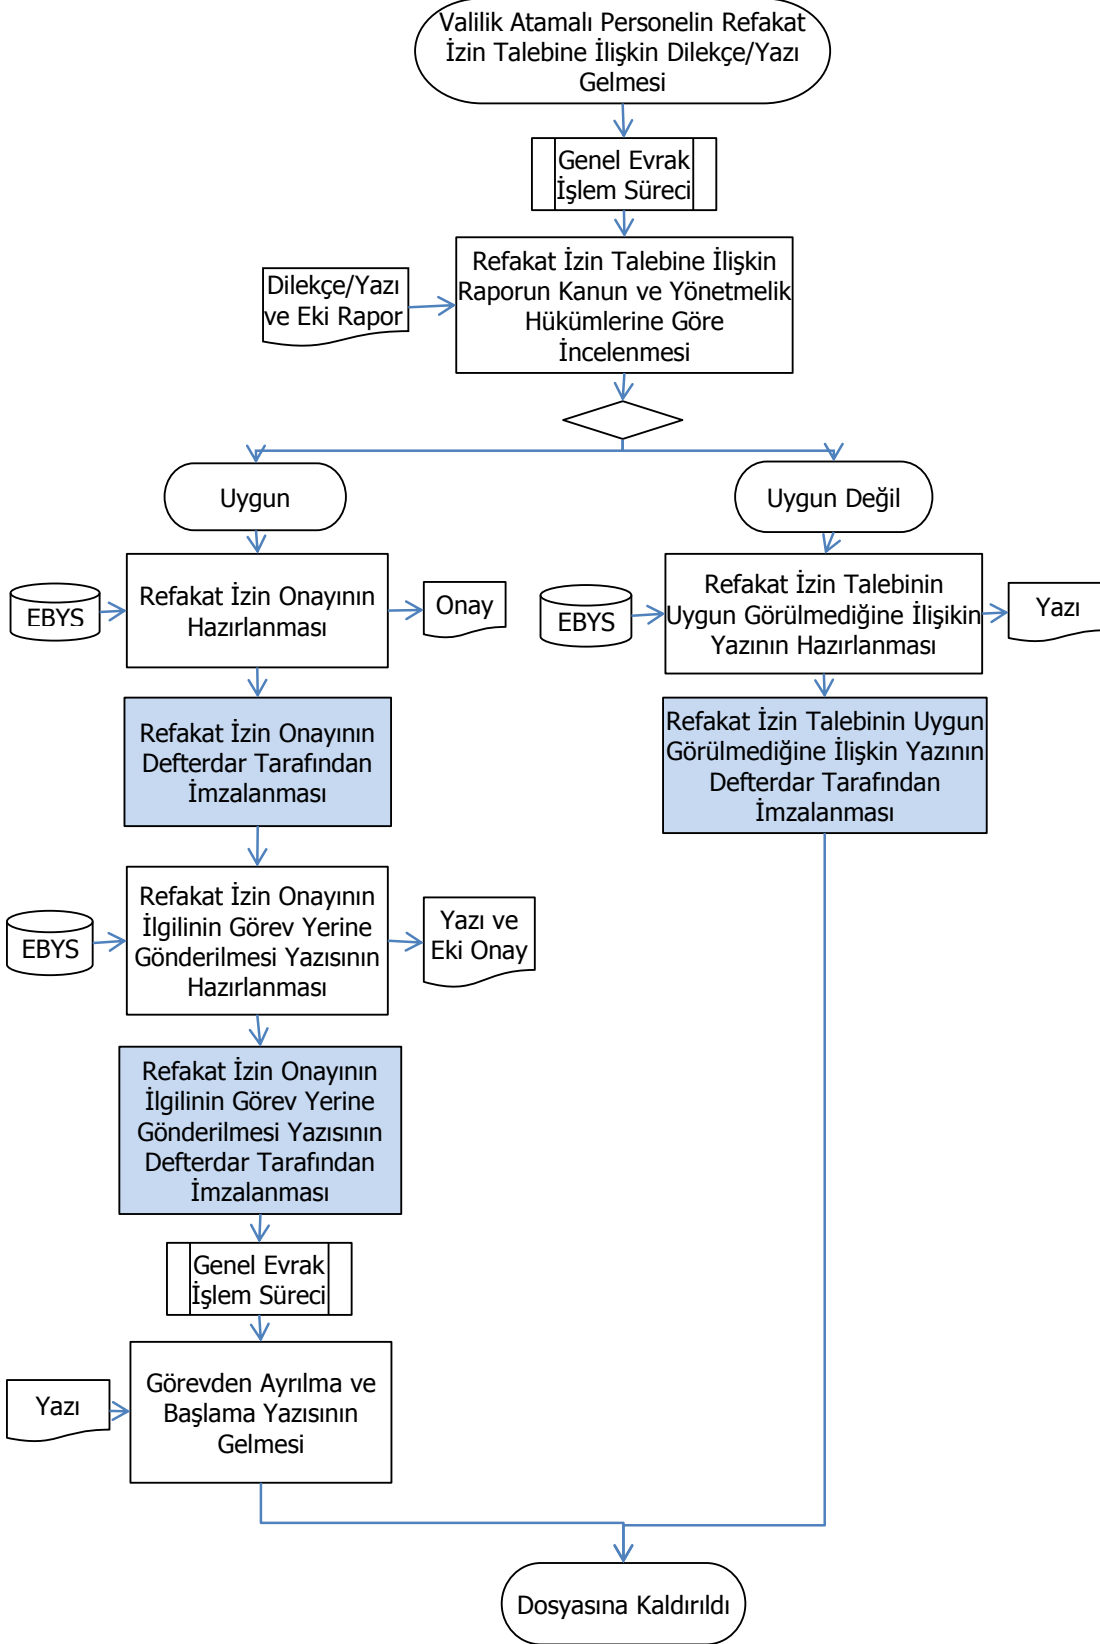 Valilik Atamalı Personelin Refakat
İzin Talebine İlişkin Dilekçe/Yazı
Gelmesi
Genel Evrak
İşlem Süreci
Dilekçe/Yazı
ve Eki Rapor
Refakat İzin Talebine İlişkin
Raporun Kanun ve Yönetmelik
Hükümlerine Göre
İncelenmesi
Uygun
Uygun Değil
EBYS
Refakat İzin Onayının
Hazırlanması
Onay
EBYS
Refakat İzin Talebinin
Uygun Görülmediğine İlişikin
Yazının Hazırlanması
Yazı
Refakat İzin Onayının
Defterdar Tarafından
İmzalanması
Refakat İzin Talebinin Uygun
Görülmediğine İlişkin Yazının
Defterdar Tarafından
İmzalanması
EBYS
Refakat İzin Onayının
İlgilinin Görev Yerine
Gönderilmesi Yazısının
Hazırlanması
Yazı ve
Eki Onay
Refakat İzin Onayının
İlgilinin Görev Yerine
Gönderilmesi Yazısının
Defterdar Tarafından
İmzalanması
Genel Evrak
İşlem Süreci
Yazı
Görevden Ayrılma ve
Başlama Yazısının
Gelmesi
Dosyasına Kaldırıldı